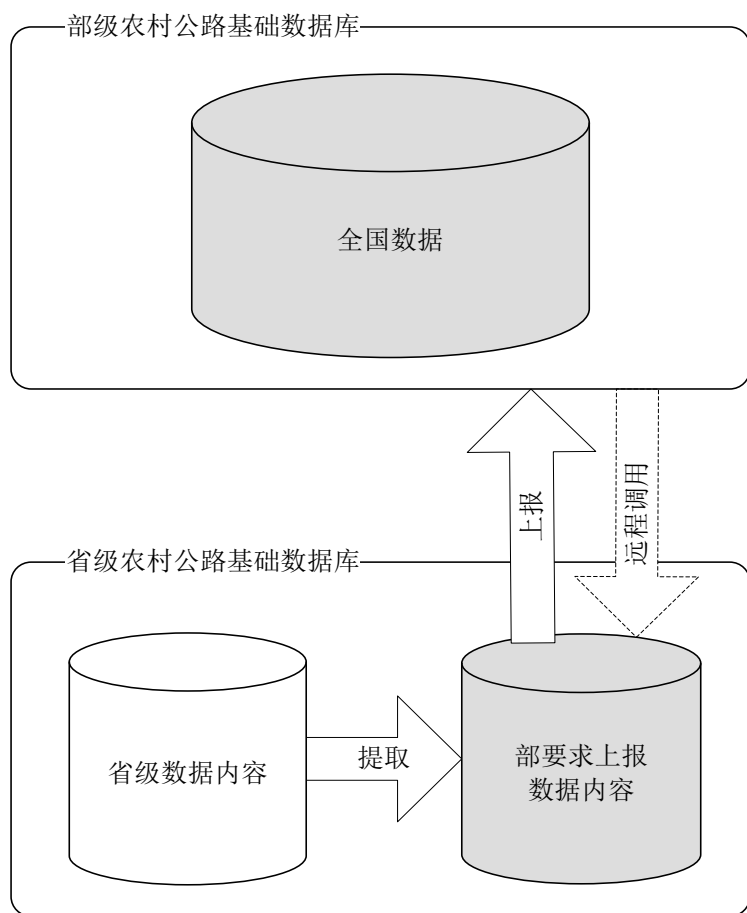 部级农村公路基础数据库
全国数据
上报
远程调用
省级农村公路基础数据库
省级数据内容
提取
部要求上报
数据内容